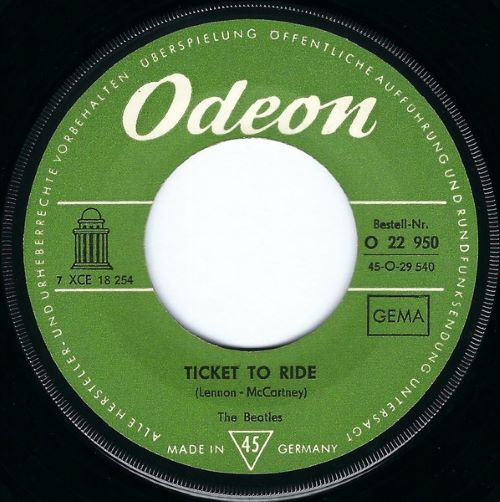 ALLE HERSTELLER- UND URHEBERRECHTE VORBEHALTEN ÜBERSPIELUNG ÖFFENTLICHE AUFFÜHRUNG UND RUNDFUNKSENDUNG UNTERSAGT
Odeon
7 XCE 18 254
Bestell-Nr.
O 22 950
45-O-29 540
GEMA
TICKET TO RIDE
(Lennon - McCartney)
The Beatles
MADE IN 45 GERMANY